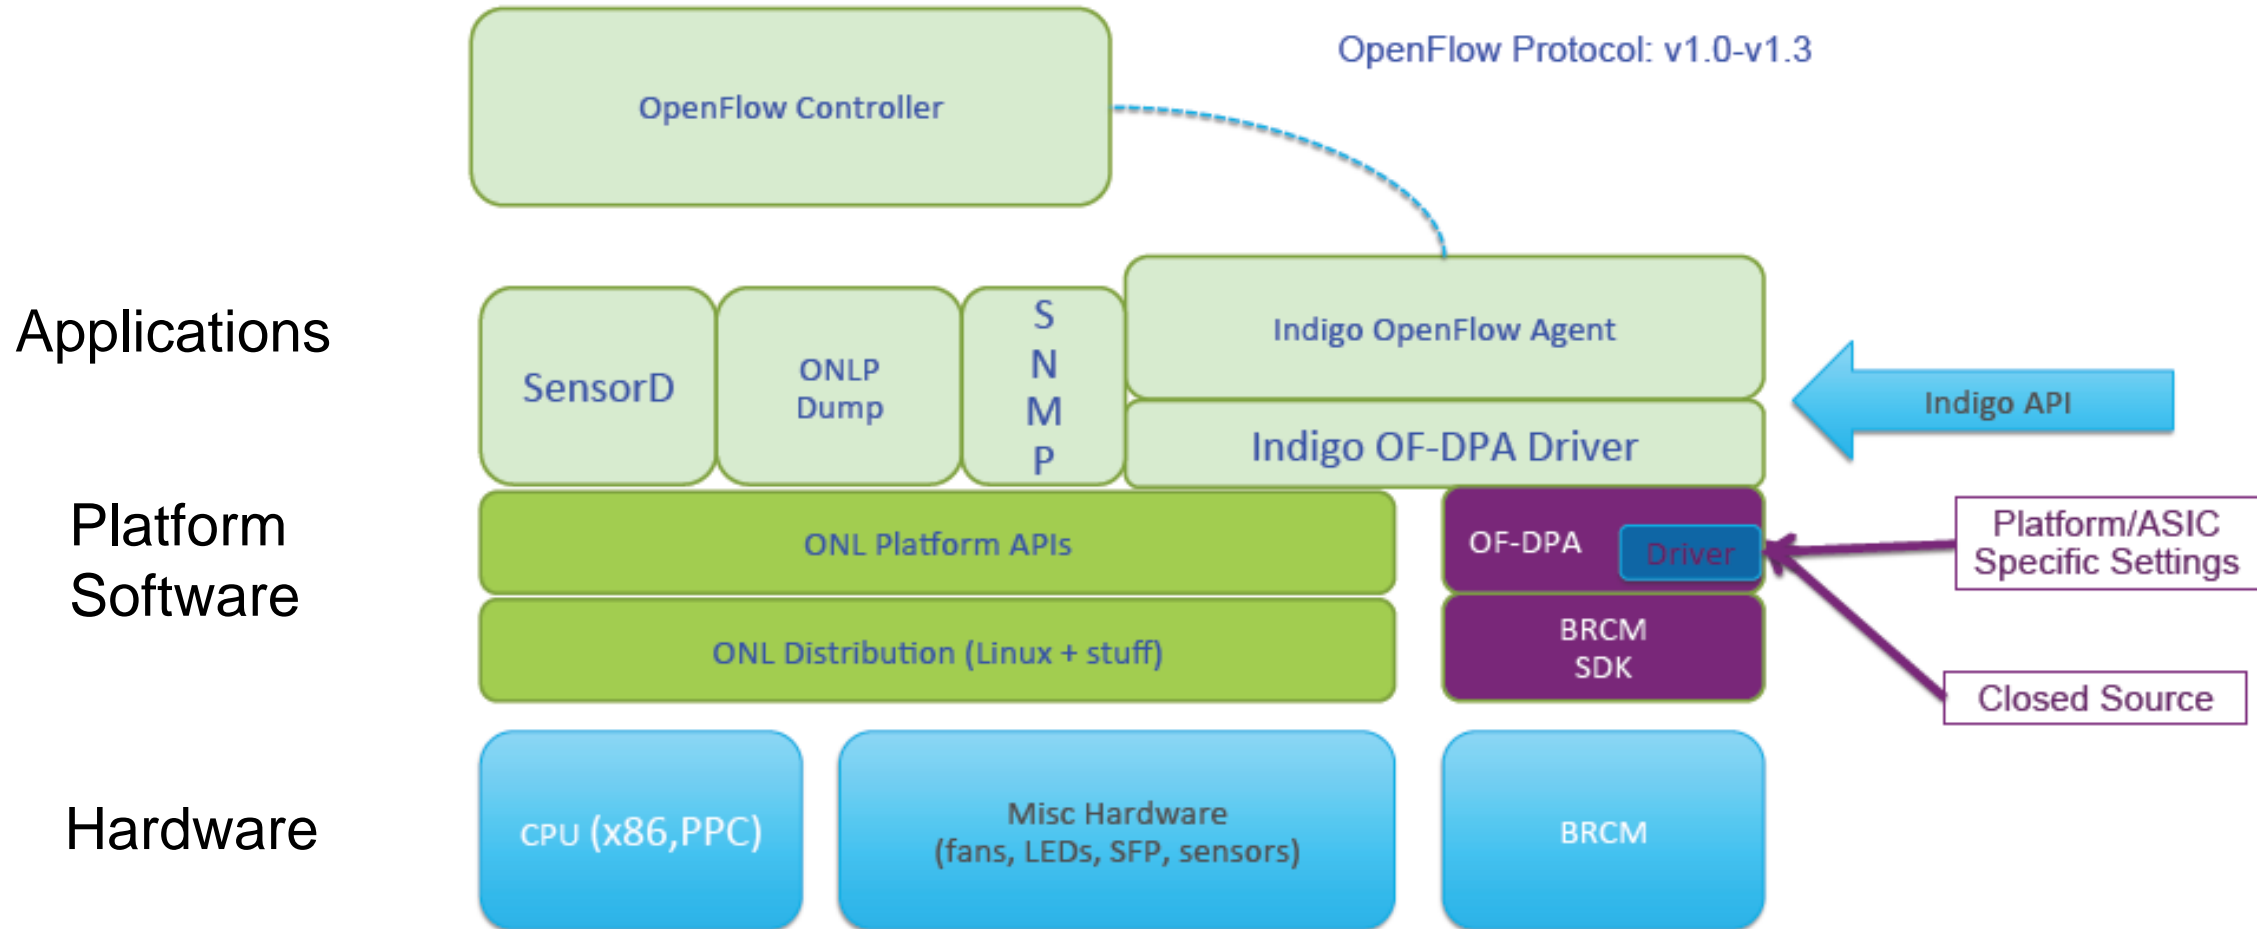 OpenFlow Protocol: v1.0-v1.3
OpenFlow Controller
Applications
SensorD
ONLP
Dump
S
N
M
P
Indigo OpenFlow Agent
Indigo OF-DPA Driver
Indigo API
Platform
Software
ONL Platform APIs
OF-DPA
Driver
Platform/ASIC
Specific Settings
ONL Distribution (Linux + stuff)
BRCM
SDK
Closed Source
Hardware
CPU (x86,PPC)
Misc Hardware
(fans, LEDs, SFP, sensors)
BRCM